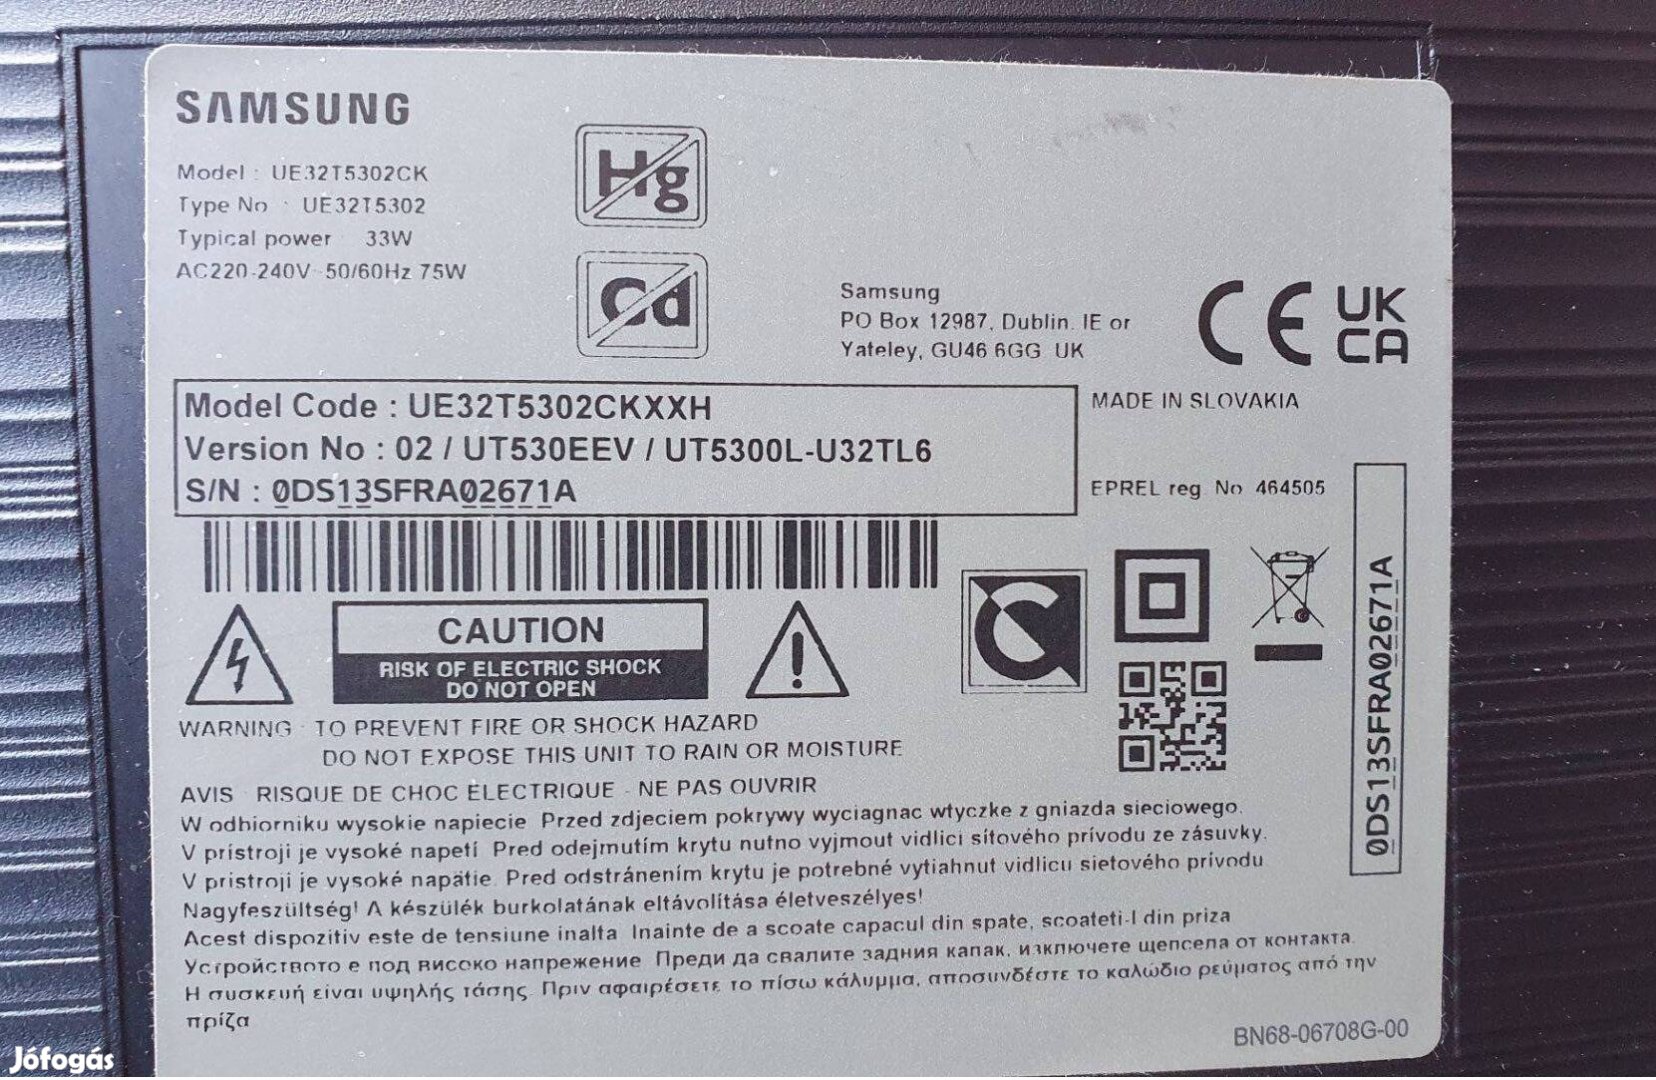 SAMSUNG
Model : UE32T5302CK
Type No : UE32T5302
Typical power : 33W
AC220-240V~50/60Hz 75W
Hg
Cd
Samsung
PO Box 12987, Dublin. IE or
Yateley, GU46 6GG UK
CE
UK
CA
Model Code : UE32T5302CKXXH
Version No : 02 / UT530EEV / UT5300L-U32TL6
S/N : 0DS13SFRA02671A
MADE IN SLOVAKIA
EPREL reg. No 464505
0DS13SFRA02671A
CAUTION
RISK OF ELECTRIC SHOCK
DO NOT OPEN
WARNING : TO PREVENT FIRE OR SHOCK HAZARD
DO NOT EXPOSE THIS UNIT TO RAIN OR MOISTURE
AVIS : RISQUE DE CHOC ÉLECTRIQUE - NE PAS OUVRIR
W odbiorniku wysokie napiecie. Przed zdjeciem pokrywy wyciagnac wtyczke z gniazda sieciowego.
V prístroji je vysoké napetí. Pred odejmutím krytu nutno vyjmout vidlici sítového prívodu ze zásuvky.
V pristroji je vysoké napätie. Pred odstránením krytu je potrebné vytiahnut vidlicu sietového prívodu.
Nagyfeszültség! A készülék burkolatának eltávolítása életveszélyes!
Acest dispozitiv este de tensiune inalta. Inainte de a scoate capacul din spate, scoateti-l din priza
Устройството е под високо напрежение. Преди да свалите задния капак, изключете щепсела от контакта.
Η συσκευή είναι υψηλής τάσης. Πριν αφαιρέσετε το πίσω κάλυμμα, αποσυνδέστε το καλώδιο ρεύματος από την
πρίζα
BN68-06708G-00
Jófogás